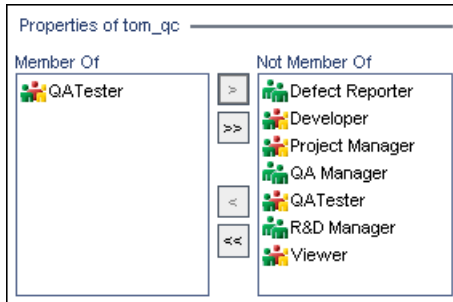 Properties of tom_qc
Member Of
QATester
>
>>
<
<<
Not Member Of
Defect Reporter
Developer
Project Manager
QA Manager
QATester
R&D Manager
Viewer